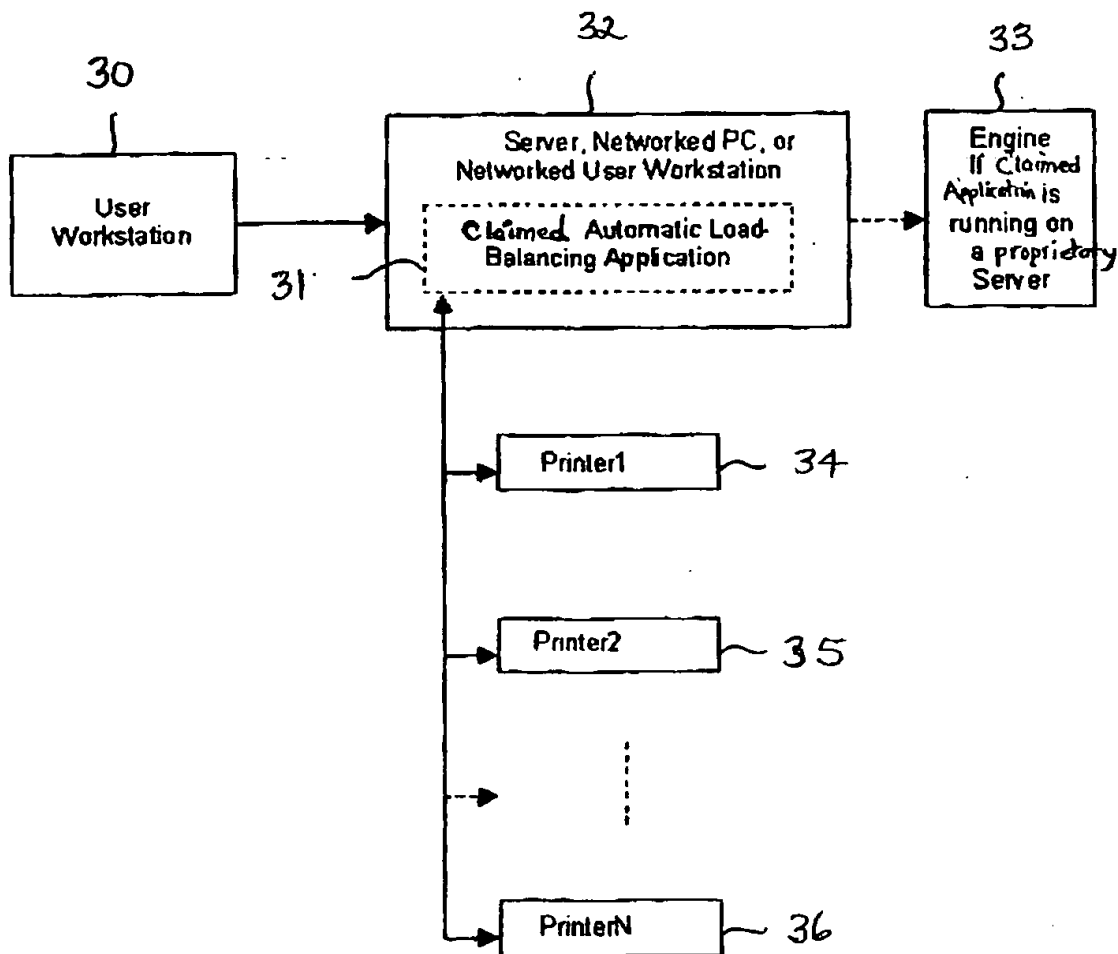 32
33
30
Server, Networked PC, or
Networked User Workstation
Engine
If Claimed
Application is
running on
a propriotory
Server
User
Workstation
Claimed Automatic Load-
Balancing Application
31
Printer1
34
Printer2
35
PrinterN
36